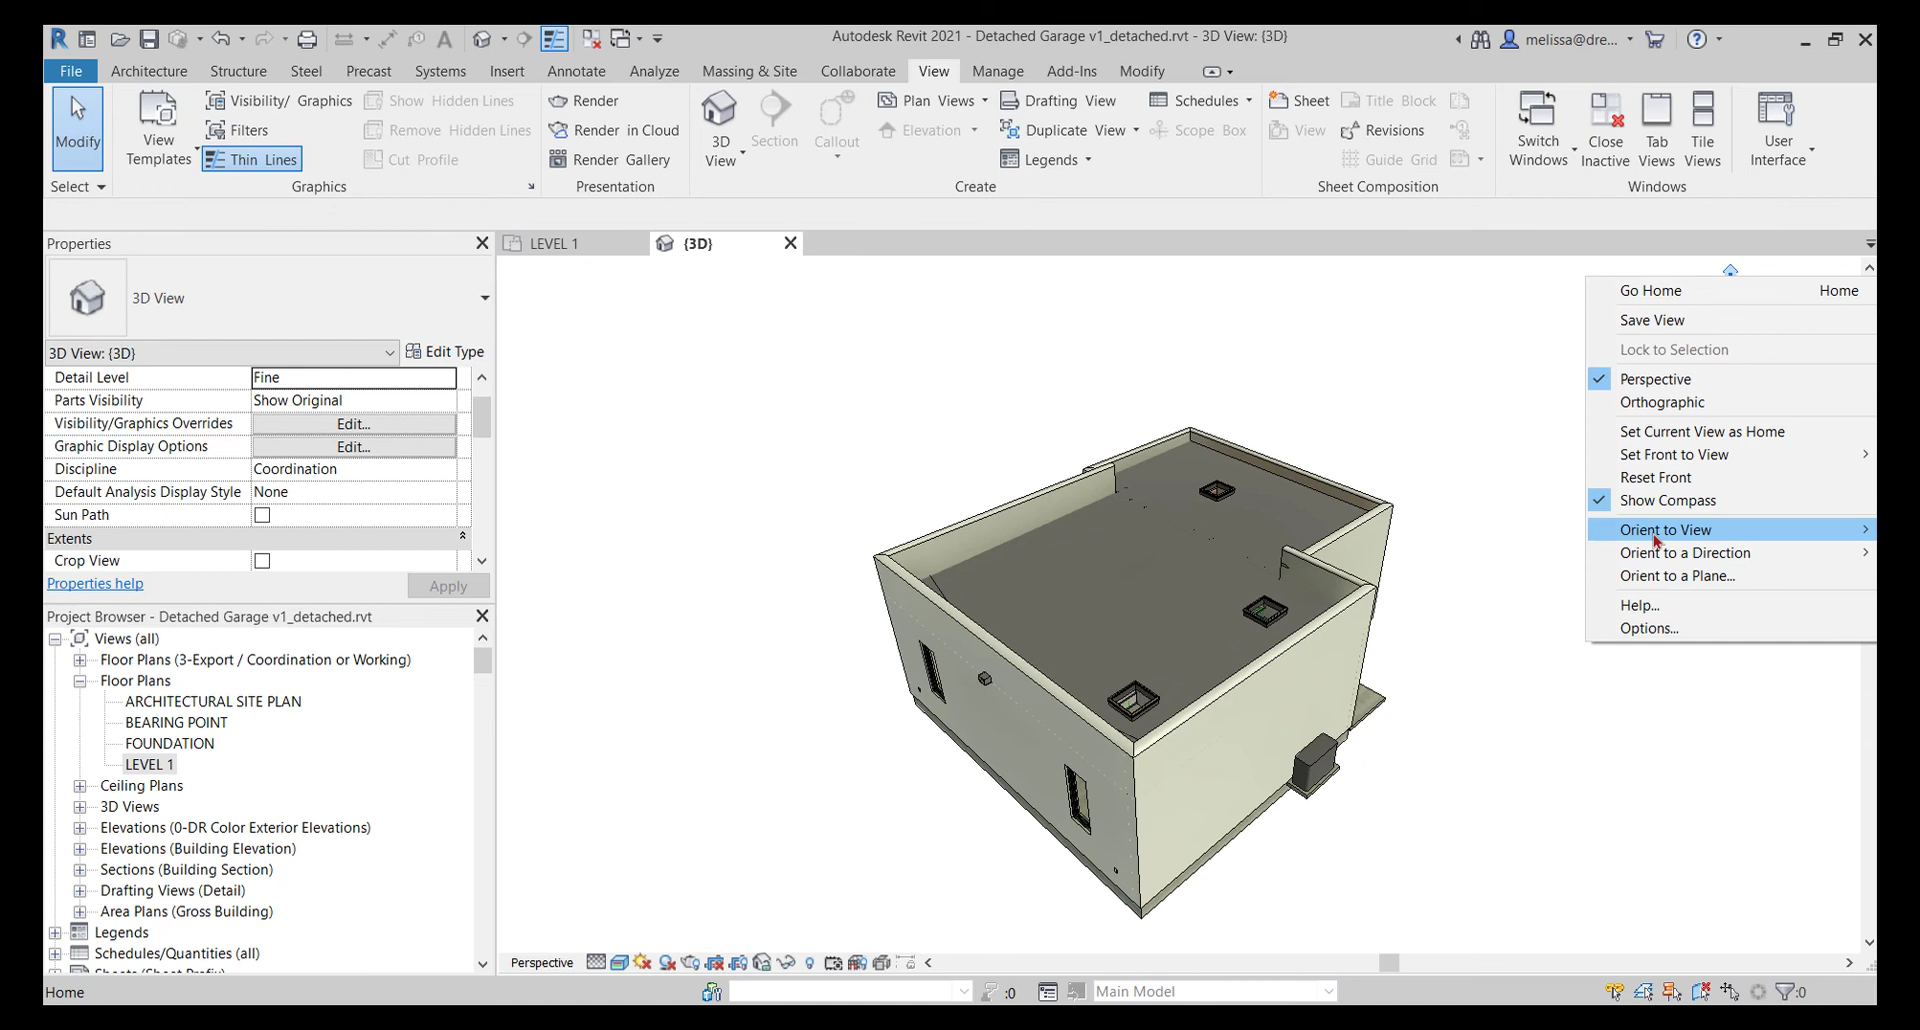 Autodesk Revit 2021 - Detached Garage v1_detached.rvt - 3D View: {3D}
melissa@dre...
File Architecture Structure Steel Precast Systems Insert Annotate Analyze Massing & Site Collaborate View Manage Add-Ins Modify
Modify
Select
View Templates
Visibility/ Graphics
Filters
Thin Lines
Show Hidden Lines
Remove Hidden Lines
Cut Profile
Graphics
Render
Render in Cloud
Render Gallery
Presentation
3D View
Section
Callout
Plan Views
Elevation
Drafting View
Duplicate View
Legends
Schedules
Scope Box
Create
Sheet
View
Title Block
Revisions
Guide Grid
Sheet Composition
Switch Windows
Close Inactive
Tab Views
Tile Views
User Interface
Windows
Properties
3D View
3D View: {3D}
Edit Type
Detail Level Fine
Parts Visibility Show Original
Visibility/Graphics Overrides Edit...
Graphic Display Options Edit...
Discipline Coordination
Default Analysis Display Style None
Sun Path
Extents
Crop View
Properties help
Apply
Project Browser - Detached Garage v1_detached.rvt
Views (all)
Floor Plans (3-Export / Coordination or Working)
Floor Plans
ARCHITECTURAL SITE PLAN
BEARING POINT
FOUNDATION
LEVEL 1
Ceiling Plans
3D Views
Elevations (0-DR Color Exterior Elevations)
Elevations (Building Elevation)
Sections (Building Section)
Drafting Views (Detail)
Area Plans (Gross Building)
Legends
Schedules/Quantities (all)
LEVEL 1
{3D}
Go Home Home
Save View
Lock to Selection
Perspective
Orthographic
Set Current View as Home
Set Front to View
Reset Front
Show Compass
Orient to View
Orient to a Direction
Orient to a Plane...
Help...
Options...
Perspective
Home
:0
Main Model
:0